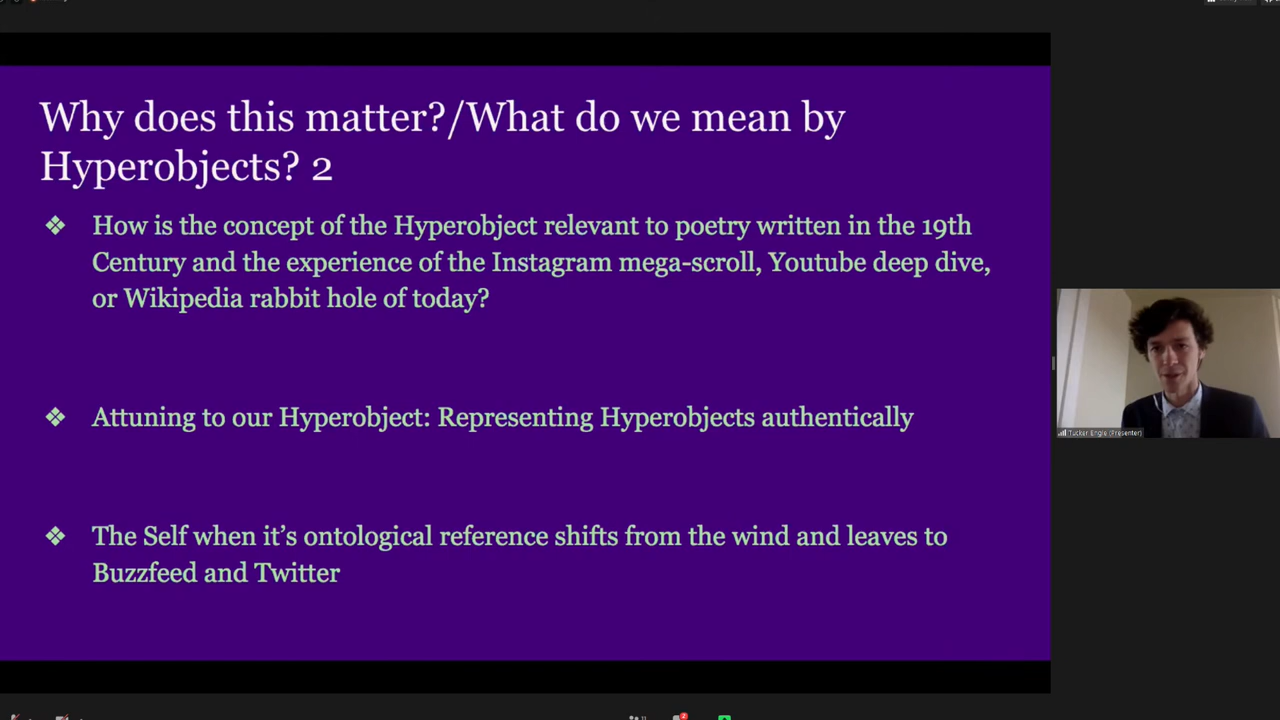 Why does this matter?/What do we mean by
Hyperobjects? 2
❖ How is the concept of the Hyperobject relevant to poetry written in the 19th
Century and the experience of the Instagram mega-scroll, Youtube deep dive,
or Wikipedia rabbit hole of today?
❖ Attuning to our Hyperobject: Representing Hyperobjects authentically
❖ The Self when it’s ontological reference shifts from the wind and leaves to
Buzzfeed and Twitter
Tucker Engle (Presenter)